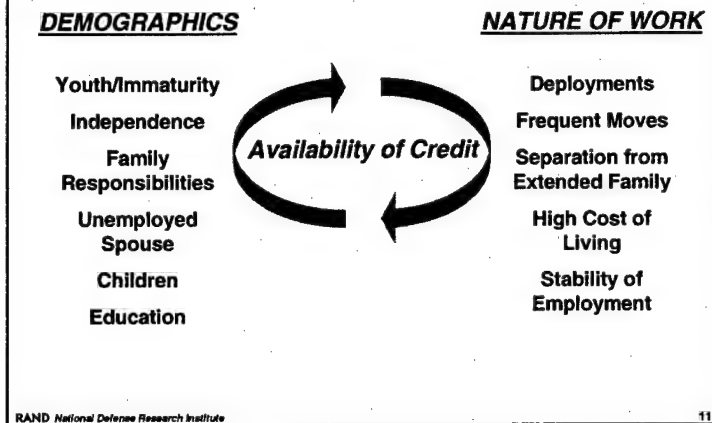 DEMOGRAPHICS
Youth/Immaturity
Independence
Family
Responsibilities
Unemployed
Spouse
Children
Education
Availability of Credit
NATURE OF WORK
Deployments
Frequent Moves
Separation from
Extended Family
High Cost of
Living
Stability of
Employment
RAND National Defense Research Institute
11